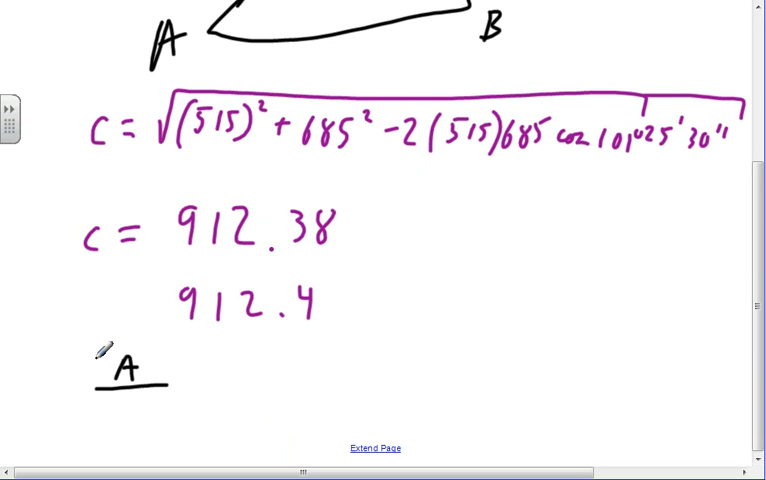 A B
c = √(515)² + 685² - 2(515)685 cos 101°25'30"
c = 912.38
912.4
A
Extend Page